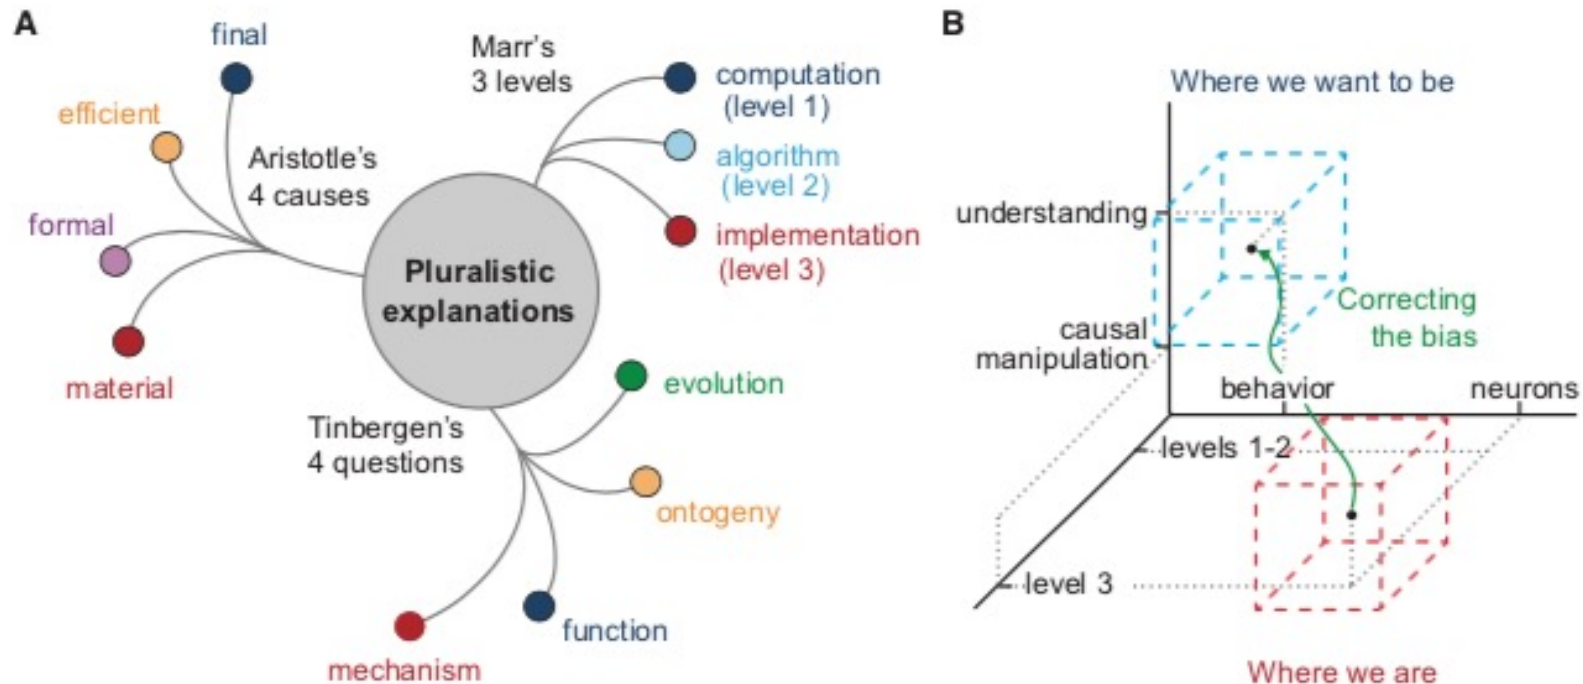 A
final
efficient
Aristotle's
4 causes
formal
material
Marr's
3 levels
computation
(level 1)
algorithm
(level 2)
implementation
(level 3)
Pluralistic
explanations
Tinbergen's
4 questions
evolution
ontogeny
function
mechanism
B
Where we want to be
understanding
causal
manipulation
Correcting
the bias
behavior
neurons
levels 1-2
level 3
Where we are